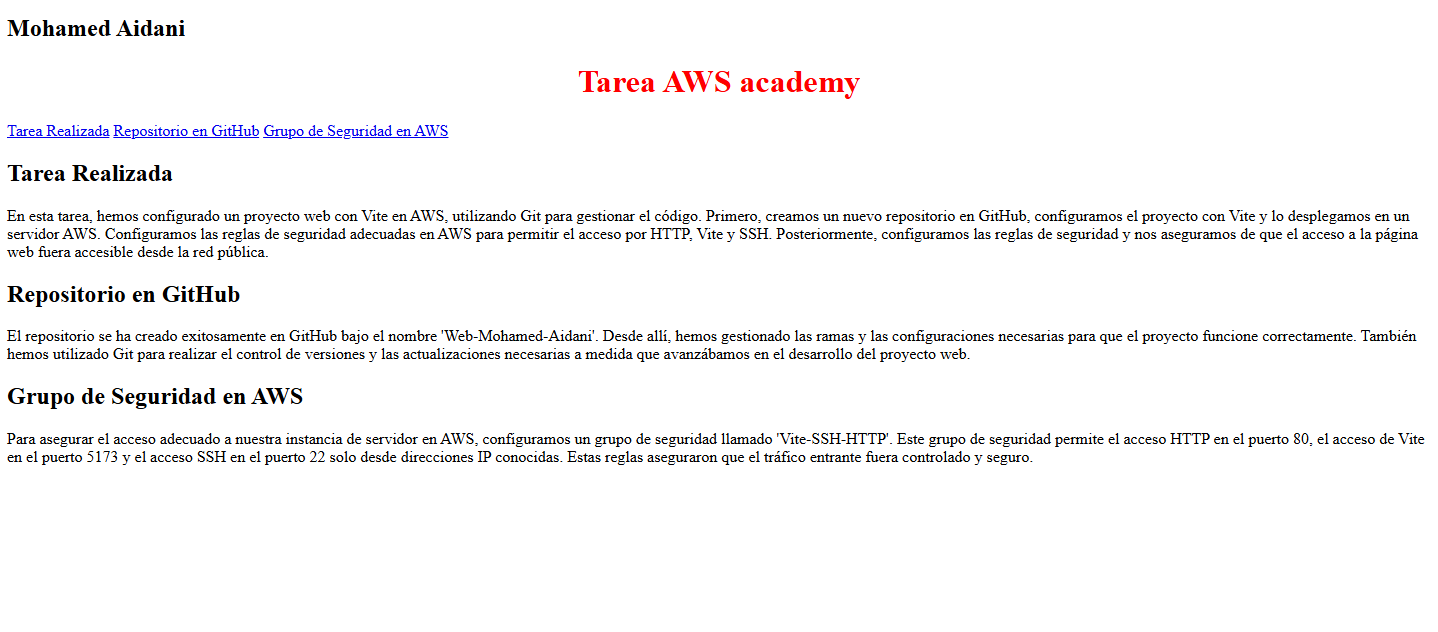 Mohamed Aidani
Tarea AWS academy
Tarea Realizada Repositorio en GitHub Grupo de Seguridad en AWS
Tarea Realizada
En esta tarea, hemos configurado un proyecto web con Vite en AWS, utilizando Git para gestionar el código. Primero, creamos un nuevo repositorio en GitHub, configuramos el proyecto con Vite y lo desplegamos en un
servidor AWS. Configuramos las reglas de seguridad adecuadas en AWS para permitir el acceso por HTTP, Vite y SSH. Posteriormente, configuramos las reglas de seguridad y nos aseguramos de que el acceso a la página
web fuera accesible desde la red pública.
Repositorio en GitHub
El repositorio se ha creado exitosamente en GitHub bajo el nombre 'Web-Mohamed-Aidani'. Desde allí, hemos gestionado las ramas y las configuraciones necesarias para que el proyecto funcione correctamente. También
hemos utilizado Git para realizar el control de versiones y las actualizaciones necesarias a medida que avanzábamos en el desarrollo del proyecto web.
Grupo de Seguridad en AWS
Para asegurar el acceso adecuado a nuestra instancia de servidor en AWS, configuramos un grupo de seguridad llamado 'Vite-SSH-HTTP'. Este grupo de seguridad permite el acceso HTTP en el puerto 80, el acceso de Vite
en el puerto 5173 y el acceso SSH en el puerto 22 solo desde direcciones IP conocidas. Estas reglas aseguraron que el tráfico entrante fuera controlado y seguro.